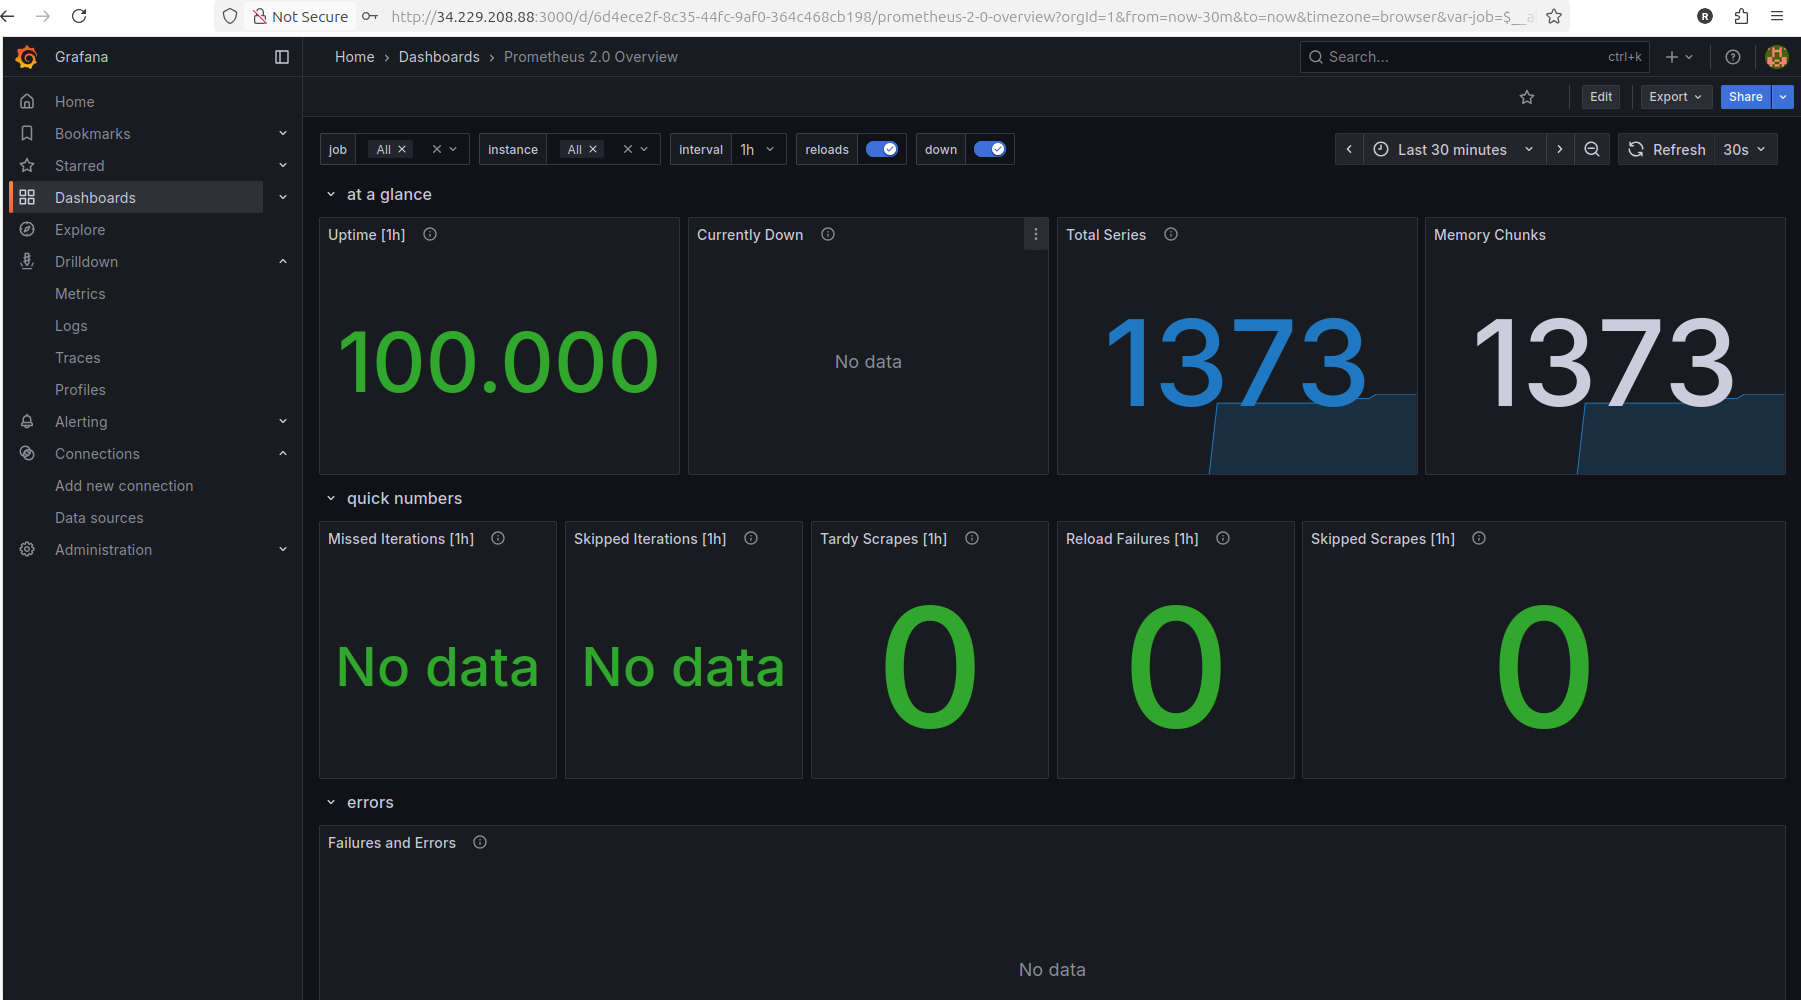 Not Secure
http://34.229.208.88:3000/d/6d4ece2f-8c35-44fc-9af0-364c468cb198/prometheus-2-0-overview?orgId=1&from=now-30m&to=now&timezone=browser&var-job=$__a
R
Grafana
Home › Dashboards › Prometheus 2.0 Overview
Search...
ctrl+k
Edit
Export
Share
Home
Bookmarks
Starred
Dashboards
Explore
Drilldown
Metrics
Logs
Traces
Profiles
Alerting
Connections
Add new connection
Data sources
Administration
job
All
instance
All
interval
1h
reloads
down
Last 30 minutes
Refresh
30s
at a glance
Uptime [1h]
100.000
Currently Down
No data
Total Series
1373
Memory Chunks
1373
quick numbers
Missed Iterations [1h]
No data
Skipped Iterations [1h]
No data
Tardy Scrapes [1h]
0
Reload Failures [1h]
0
Skipped Scrapes [1h]
0
errors
Failures and Errors
No data